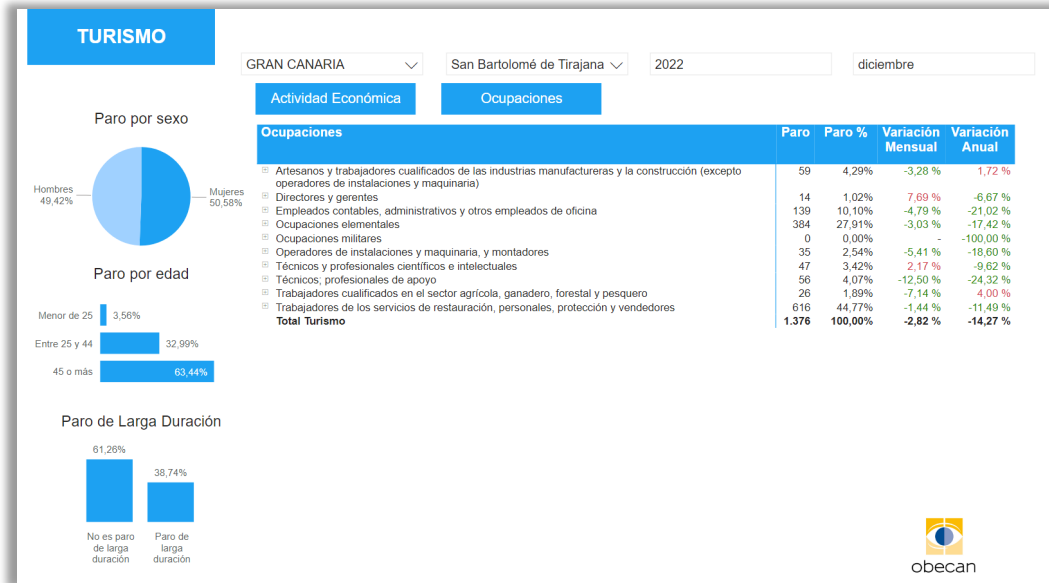 TURISMO
GRAN CANARIA
San Bartolomé de Tirajana
2022
diciembre
Actividad Económica
Ocupaciones
Paro por sexo
Hombres
49,42%
Mujeres
50,58%
Paro por edad
Menor de 25 3,56%
Entre 25 y 44 32,99%
45 o más 63,44%
Paro de Larga Duración
61,26%
38,74%
No es paro
de larga
duración
Paro de
larga
duración
Ocupaciones Paro Paro % Variación Mensual Variación Anual
Artesanos y trabajadores cualificados de las industrias manufactureras y la construcción (excepto 59 4,29% -3,28 % 1,72 %
operadores de instalaciones y maquinaria)
Directores y gerentes 14 1,02% 7,69 % -6,67 %
Empleados contables, administrativos y otros empleados de oficina 139 10,10% -4,79 % -21,02 %
Ocupaciones elementales 384 27,91% -3,03 % -17,42 %
Ocupaciones militares 0 0,00% - -100,00 %
Operadores de instalaciones y maquinaria, y montadores 35 2,54% -5,41 % -18,60 %
Técnicos y profesionales científicos e intelectuales 47 3,42% 2,17 % -9,62 %
Técnicos; profesionales de apoyo 56 4,07% -12,50 % -24,32 %
Trabajadores cualificados en el sector agrícola, ganadero, forestal y pesquero 26 1,89% -7,14 % 4,00 %
Trabajadores de los servicios de restauración, personales, protección y vendedores 616 44,77% -1,44 % -11,49 %
Total Turismo 1.376 100,00% -2,82 % -14,27 %
obecan